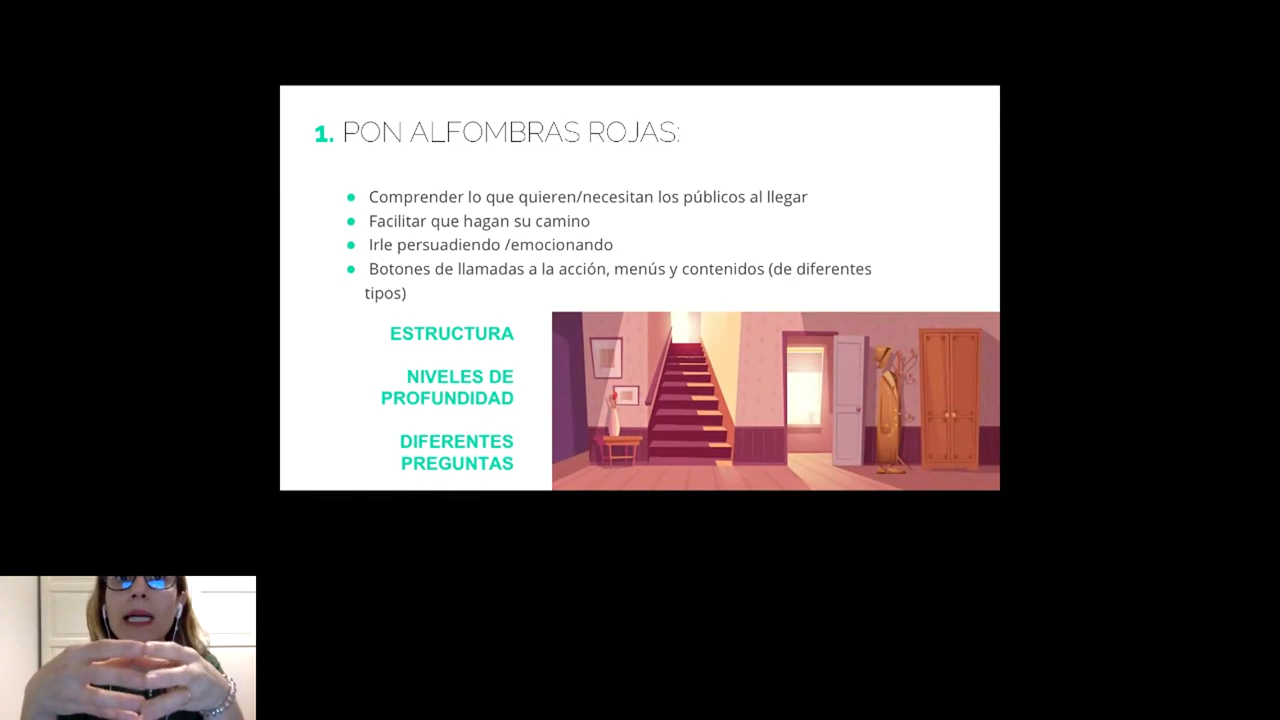 1. PON ALFOMBRAS ROJAS:
● Comprender lo que quieren/necesitan los públicos al llegar
● Facilitar que hagan su camino
● Irle persuadiendo /emocionando
● Botones de llamadas a la acción, menús y contenidos (de diferentes
tipos)
ESTRUCTURA
NIVELES DE
PROFUNDIDAD
DIFERENTES
PREGUNTAS